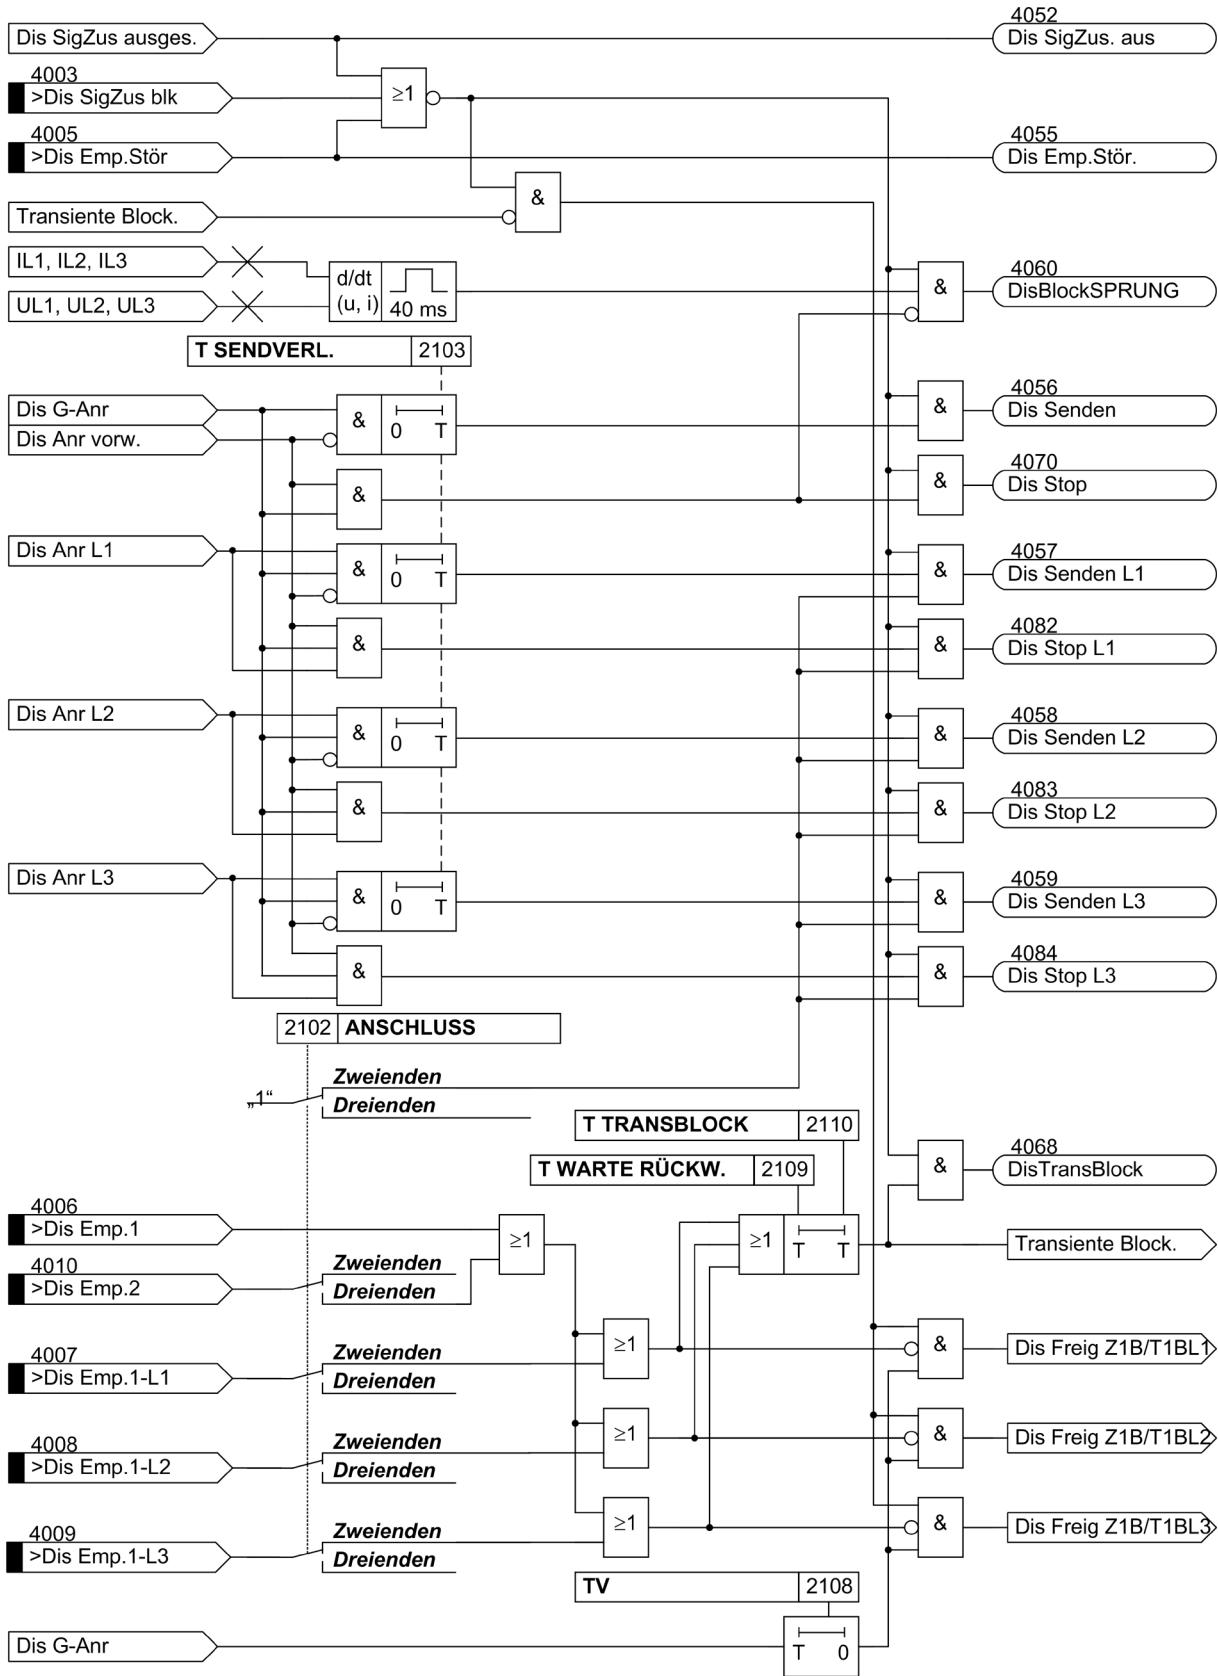 4052
Dis SigZus ausges.
Dis SigZus. aus
4003
>Dis SigZus blk
≥1
4005
>Dis Emp.Stör
4055
Dis Emp.Stör.
&
Transiente Block.
IL1, IL2, IL3
UL1, UL2, UL3
d/dt
(u, i)
40 ms
&
4060
DisBlockSPRUNG
T SENDVERL. 2103
Dis G-Anr
Dis Anr vorw.
& 0 T
&
4056
Dis Senden
&
&
4070
Dis Stop
Dis Anr L1
& 0 T
&
4057
Dis Senden L1
&
&
4082
Dis Stop L1
Dis Anr L2
& 0 T
&
4058
Dis Senden L2
&
&
4083
Dis Stop L2
Dis Anr L3
& 0 T
&
4059
Dis Senden L3
&
&
4084
Dis Stop L3
2102 ANSCHLUSS
„1“
Zweienden
Dreienden
T TRANSBLOCK 2110
T WARTE RÜCKW. 2109
&
4068
DisTransBlock
4006
>Dis Emp.1
≥1
≥1 T T
Transiente Block.
4010
>Dis Emp.2
Zweienden
Dreienden
4007
>Dis Emp.1-L1
Zweienden
Dreienden
≥1
&
Dis Freig Z1B/T1BL1
4008
>Dis Emp.1-L2
Zweienden
Dreienden
≥1
&
Dis Freig Z1B/T1BL2
4009
>Dis Emp.1-L3
Zweienden
Dreienden
≥1
&
Dis Freig Z1B/T1BL3
TV 2108
Dis G-Anr
T 0